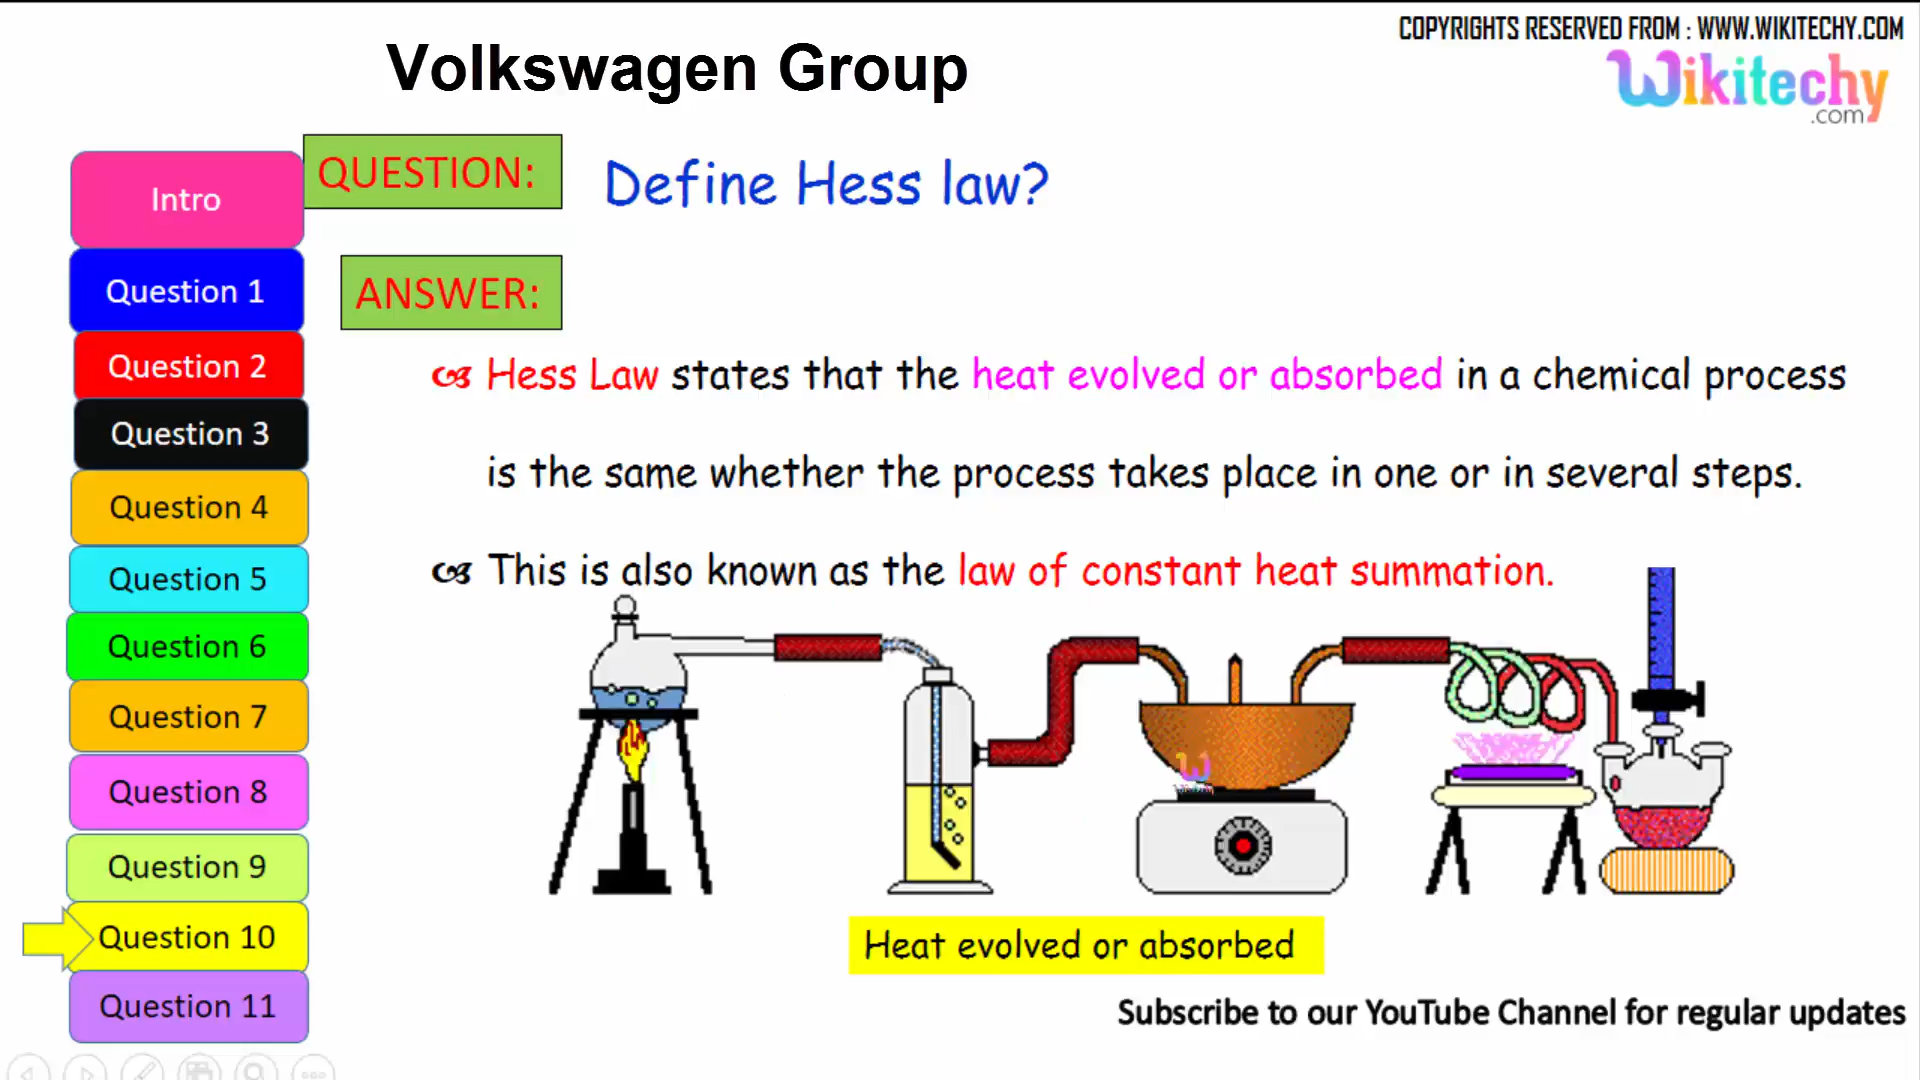 COPYRIGHTS RESERVED FROM : WWW.WIKITECHY.COM
Volkswagen Group
Wikitechy
.com
QUESTION:
Define Hess law?
Intro
Question 1
ANSWER:
Question 2
Hess Law states that the heat evolved or absorbed in a chemical process
Question 3
is the same whether the process takes place in one or in several steps.
Question 4
Question 5
This is also known as the law of constant heat summation.
Question 6
Question 7
Question 8
Question 9
Question 10
Heat evolved or absorbed
Question 11
Subscribe to our YouTube Channel for regular updates